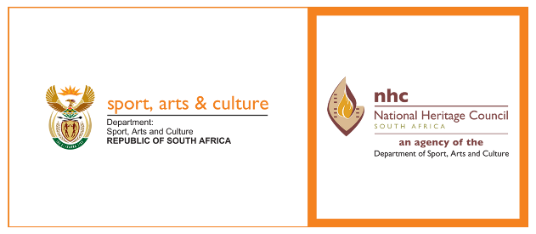 sport, arts & culture
Department:
Sport, Arts and Culture
REPUBLIC OF SOUTH AFRICA
nhc
National Heritage Council
SOUTH AFRICA
an agency of the
Department of Sport, Arts and Culture